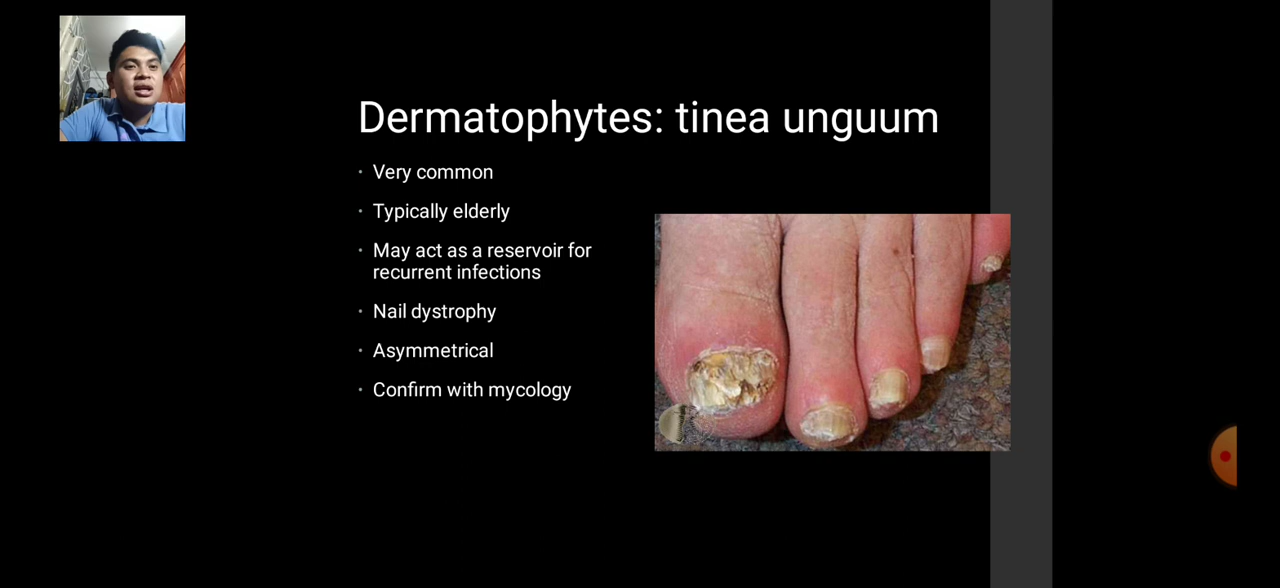 Dermatophytes: tinea unguum
• Very common
• Typically elderly
• May act as a reservoir for
recurrent infections
• Nail dystrophy
• Asymmetrical
• Confirm with mycology